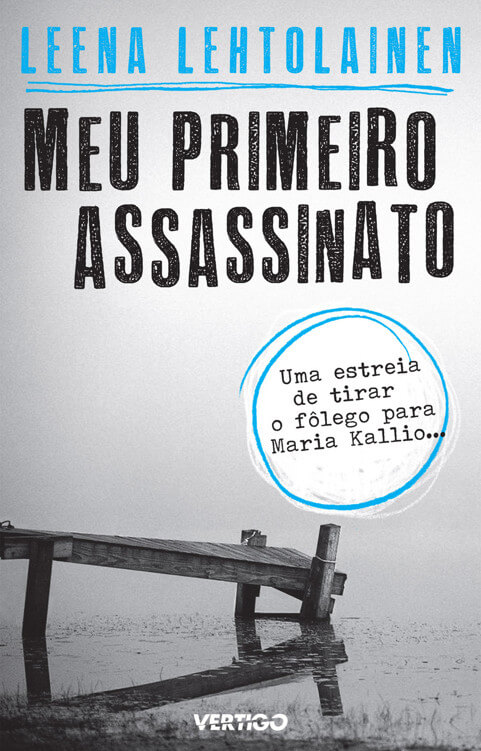 LEENA LEHTOLAINEN
MEU PRIMEIRO
ASSASSINATO
Uma estreia
de tirar
o fôlego para
Maria Kallio...
VERTIGO